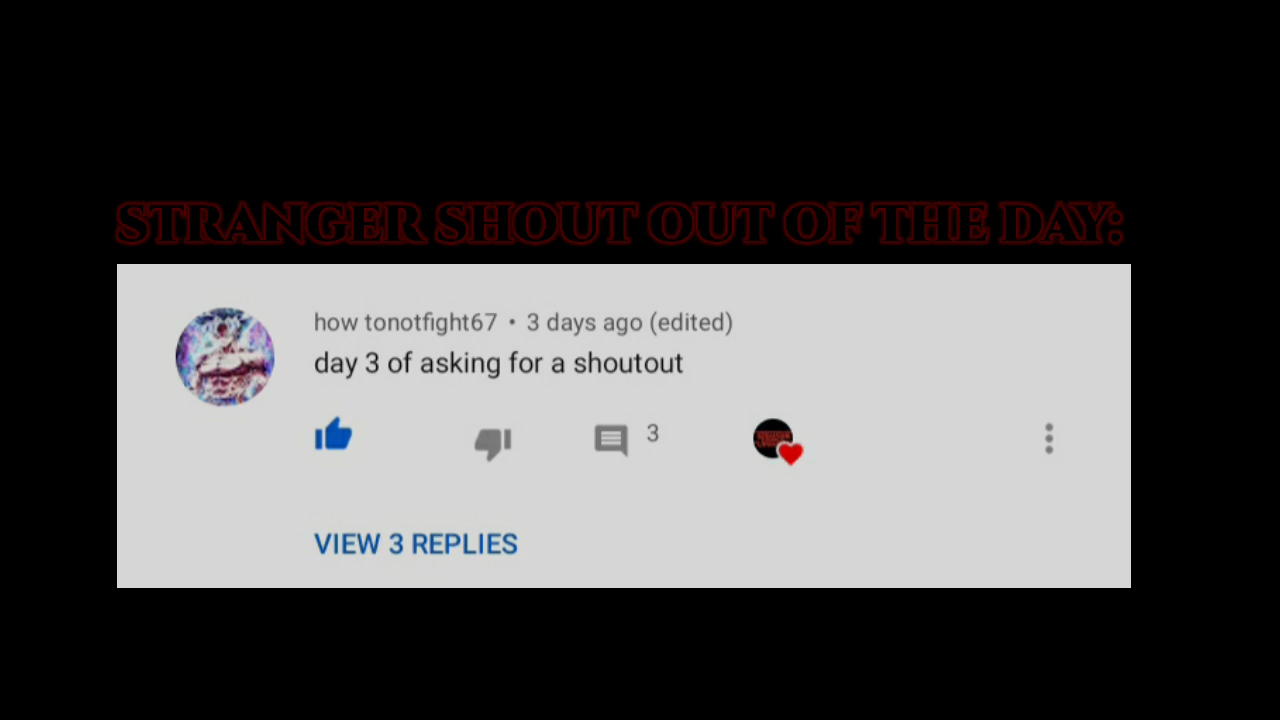 STRANGER SHOUT OUT OF THE DAY:
how tonotfight67 • 3 days ago (edited)
day 3 of asking for a shoutout
3
VIEW 3 REPLIES